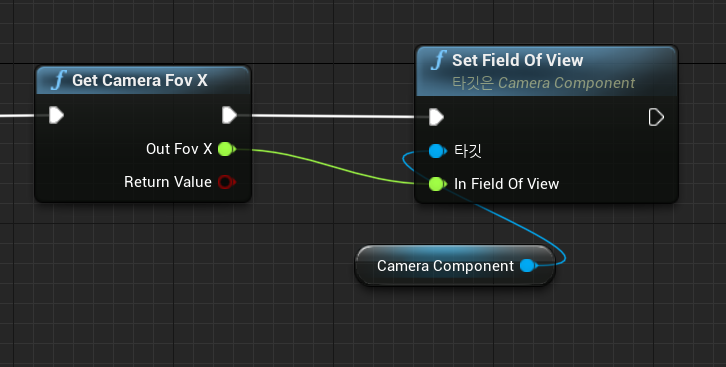 Get Camera Fov X
Out Fov X
Return Value
Set Field Of View
타깃은 Camera Component
타깃
In Field Of View
Camera Component